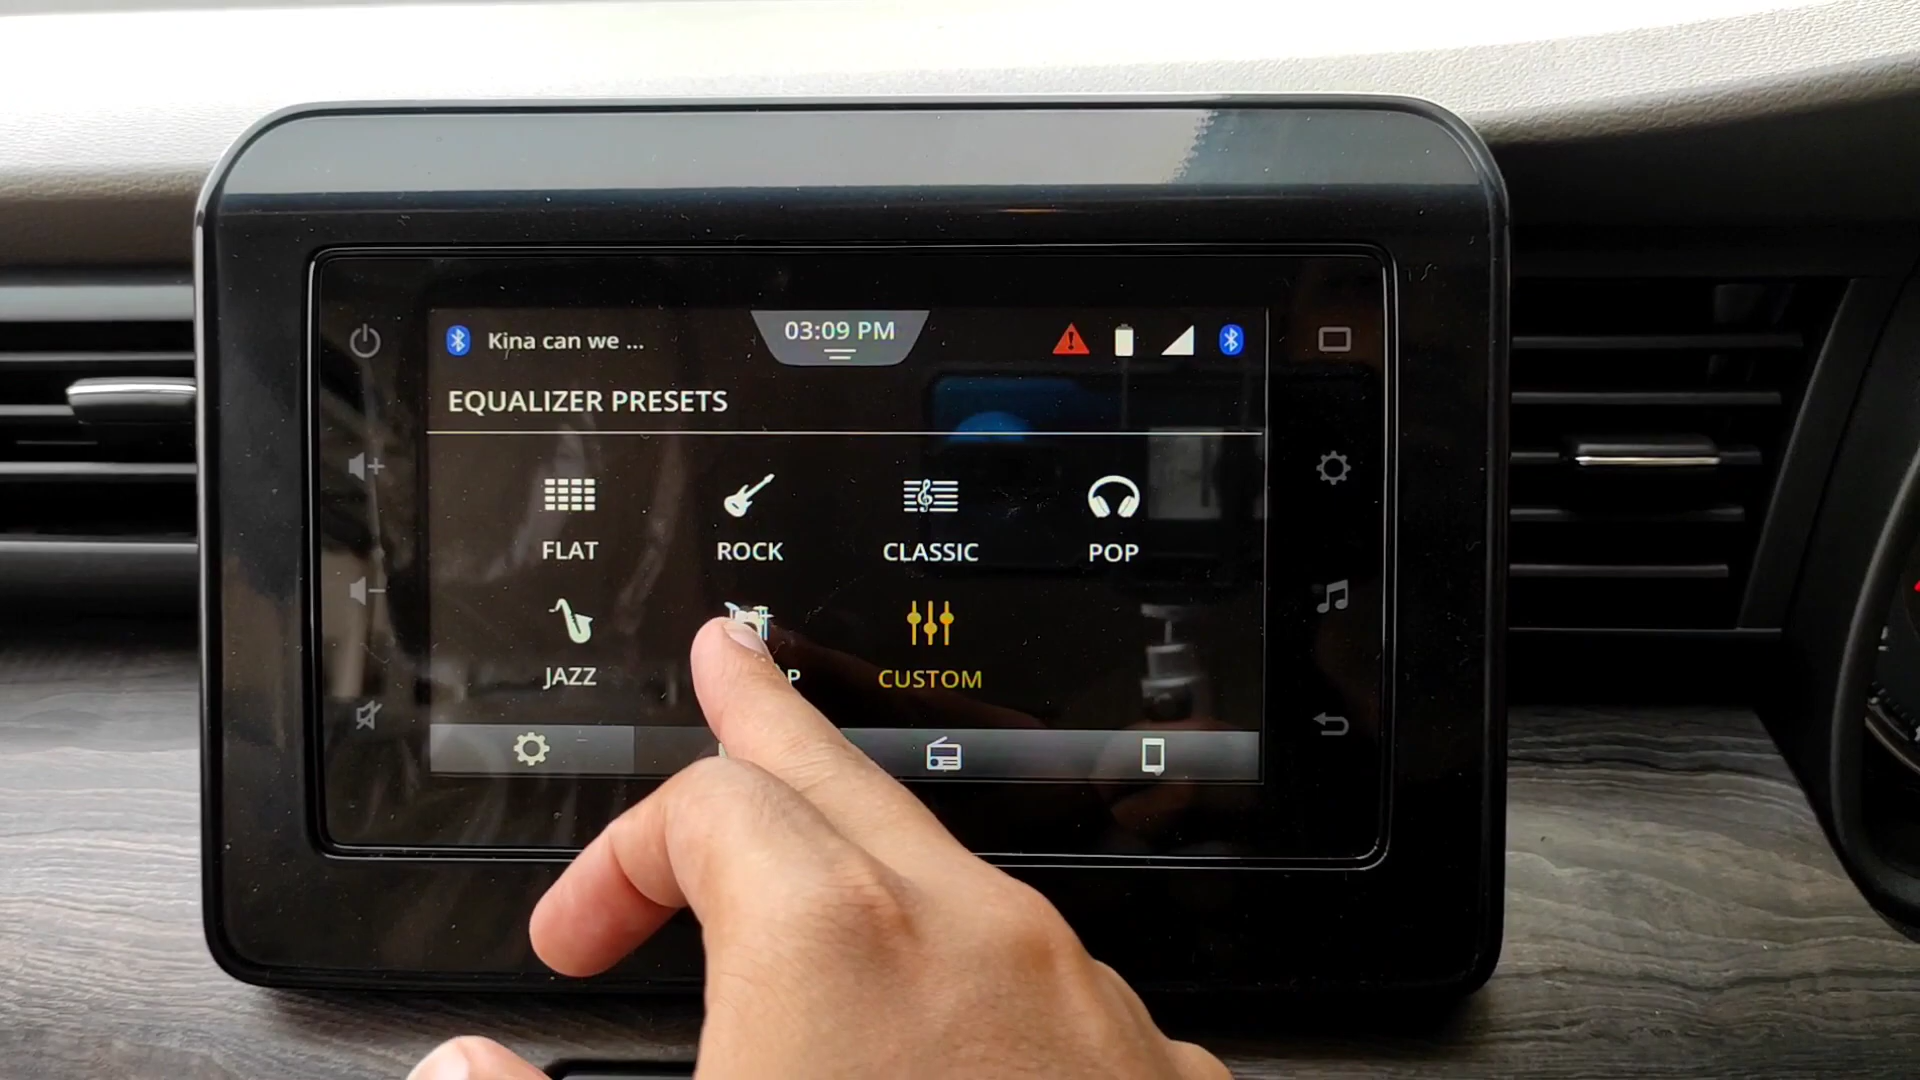 Kina can we ...
03:09 PM
EQUALIZER PRESETS
FLAT
ROCK
CLASSIC
POP
JAZZ
CUSTOM